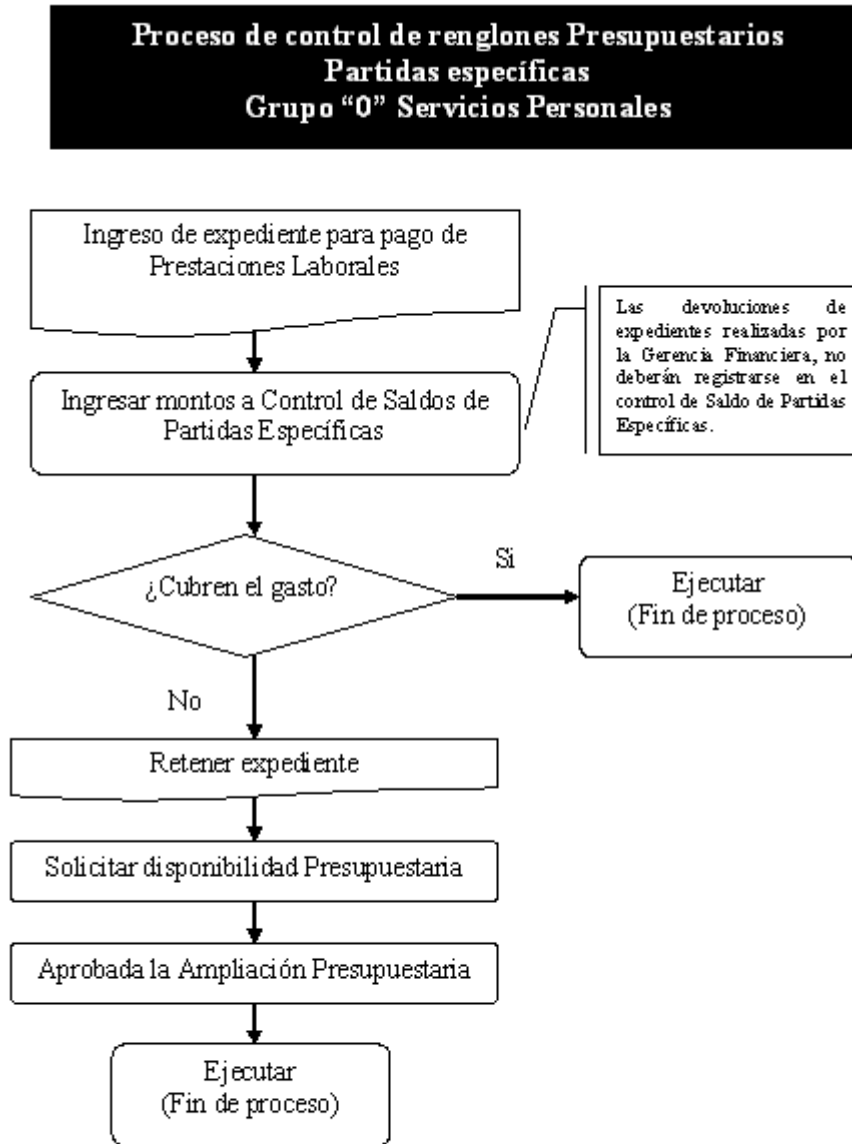 Proceso de control de renglones Presupuestarios
Partidas específicas
Grupo “0” Servicios Personales
Ingreso de expediente para pago de
Prestaciones Laborales
Las devoluciones de
expedientes realizadas por
la Gerencia Financiera, no
deberán registrarse en el
control de Saldo de Partidas
Específicas.
Ingresar montos a Control de Saldos de
Partidas Específicas
¿Cubren el gasto?
Si
Ejecutar
(Fin de proceso)
No
Retener expediente
Solicitar disponibilidad Presupuestaria
Aprobada la Ampliación Presupuestaria
Ejecutar
(Fin de proceso)